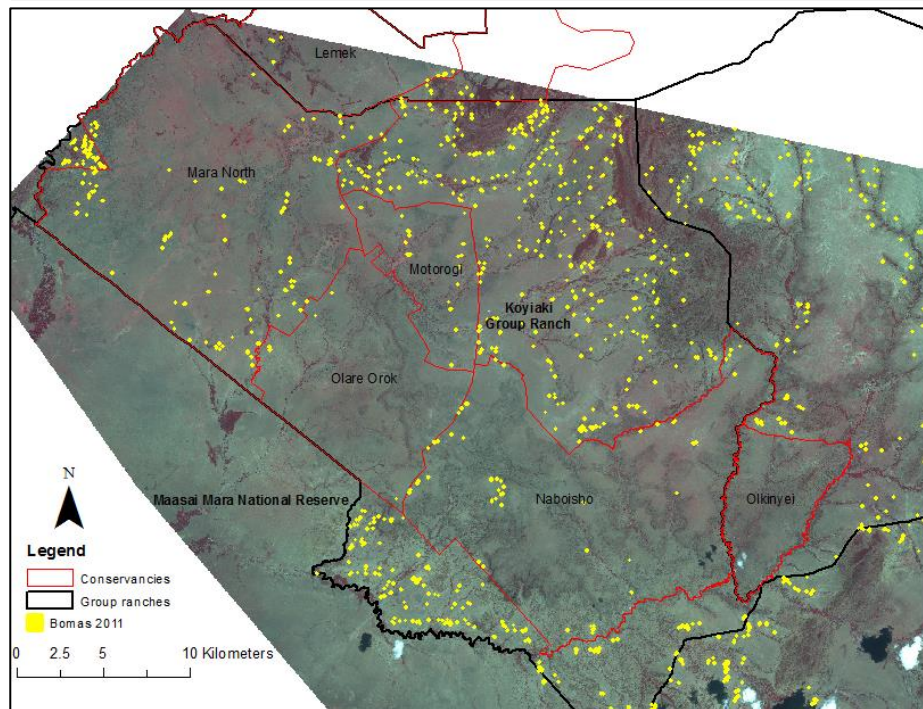 Lemek
Mara North
Motorogi
Koyiaki
Group Ranch
Olare Orok
Maasai Mara National Reserve
Naboisho
Olkinyei
N
Legend
Conservancies
Group ranches
Bomas 2011
0 2.5 5 10 Kilometers